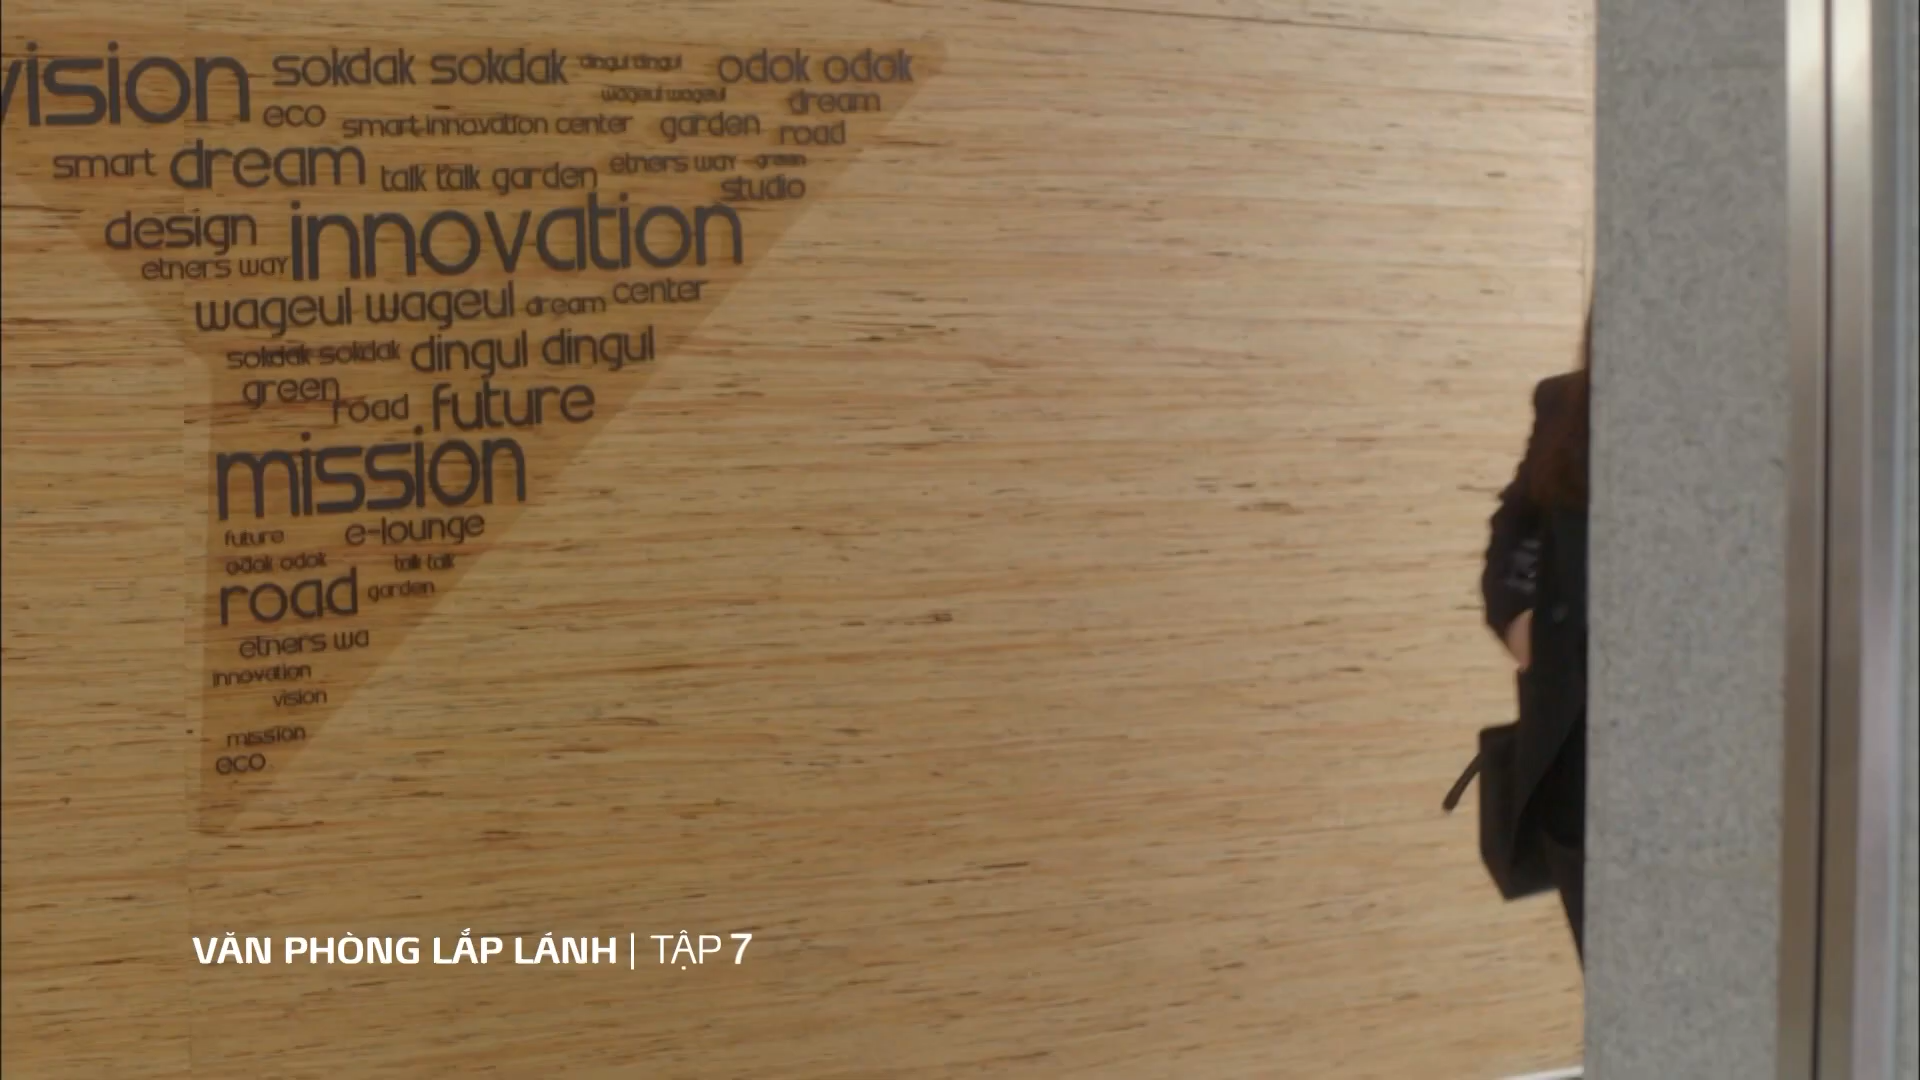 vision sokdak sokdak dingul dingul odok odok
eco wageul wageul dream
smart innovation center garden road
smart dream talk talk garden etners way green
studio
design innovation
etners way
wageul wageul dream center
sokdak sokdak dingul dingul
green road future
mission
future e-lounge
odok odok talk talk
road garden
etners wa
innovation
vision
mission
eco
VĂN PHÒNG LẮP LÁNH | TẬP 7